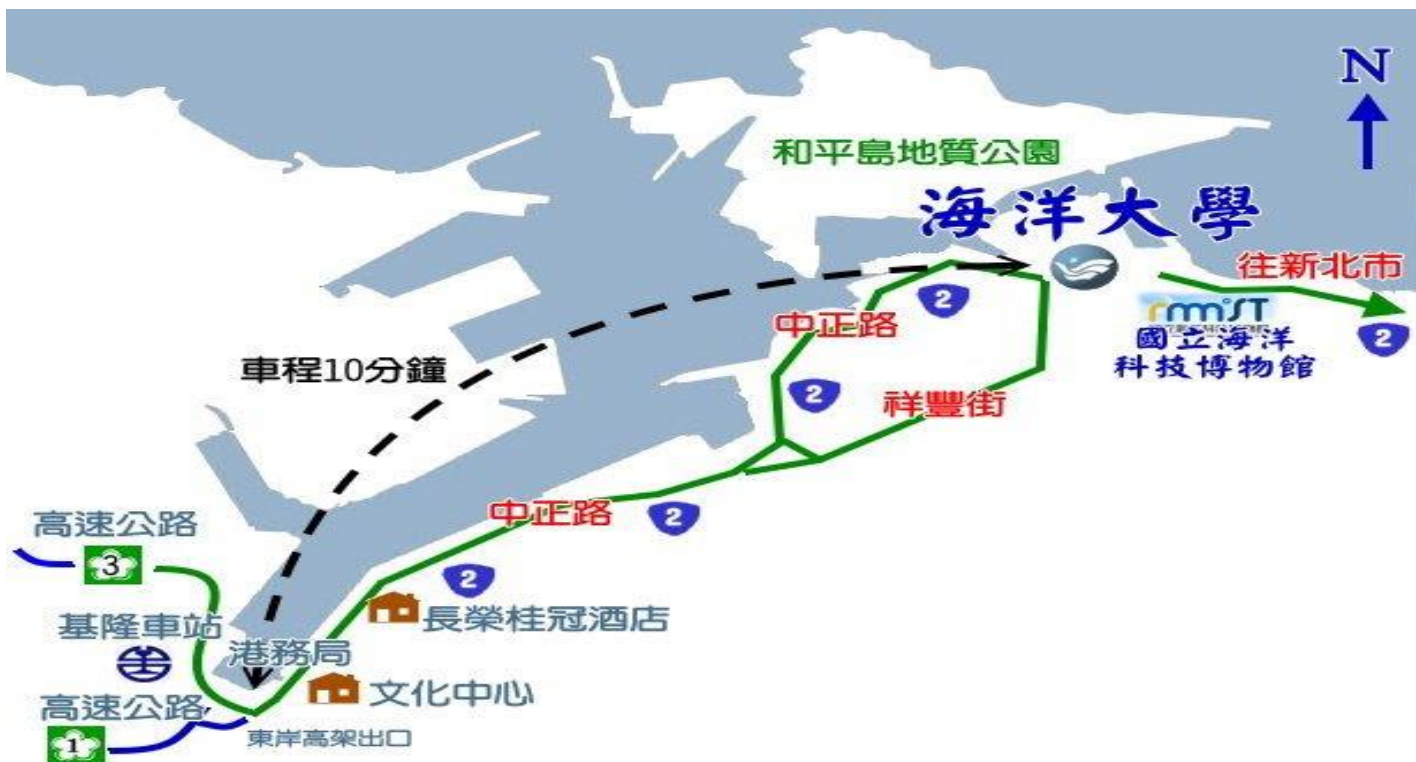 N
和平島地質公園
海洋大學
往新北市
2
2
中正路
rmmiST
國立海洋
科技博物館
車程10分鐘
2
祥豐街
中正路
2
高速公路
3
2
長榮桂冠酒店
基隆車站
港務局
文化中心
高速公路
1
東岸高架出口